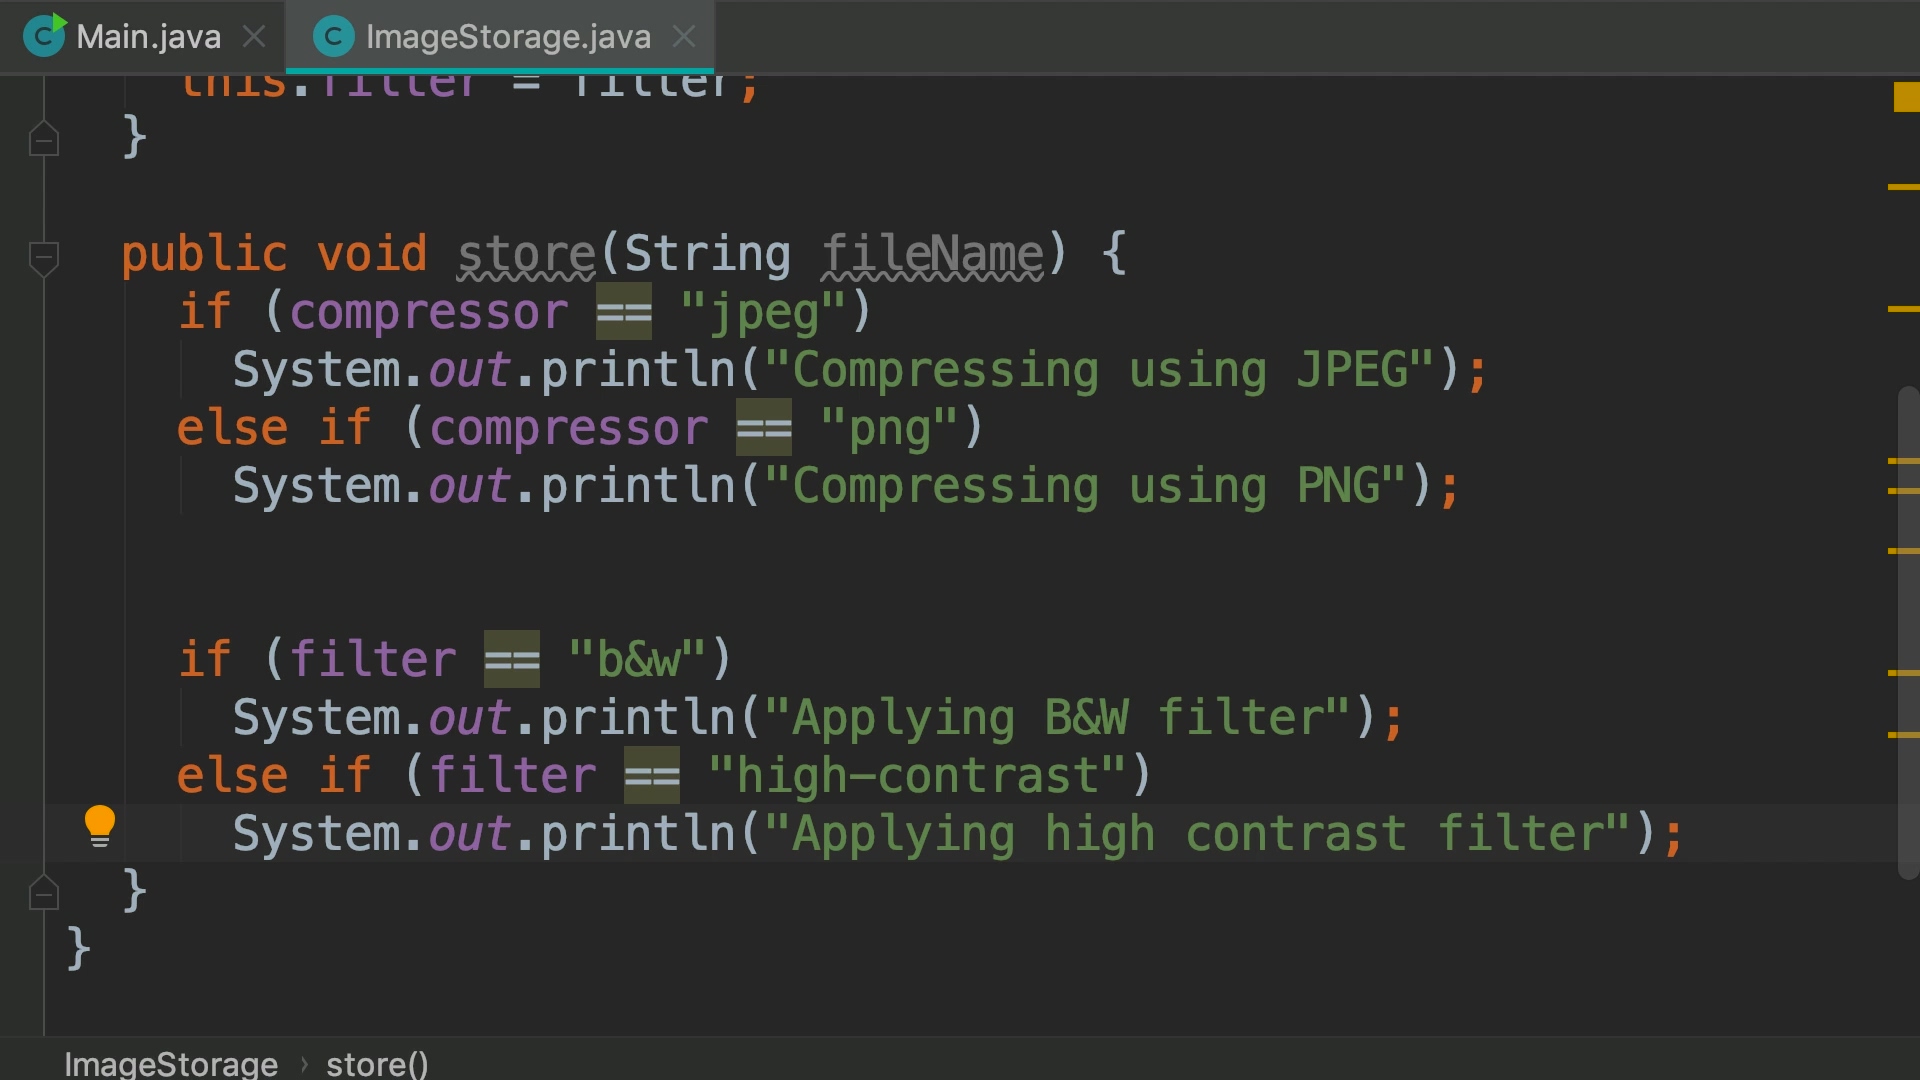 Main.java
ImageStorage.java
this.filter = filter;
}
public void store(String fileName) {
if (compressor == "jpeg")
System.out.println("Compressing using JPEG");
else if (compressor == "png")
System.out.println("Compressing using PNG");
if (filter == "b&w")
System.out.println("Applying B&W filter");
else if (filter == "high-contrast")
System.out.println("Applying high contrast filter");
}
}
ImageStorage › store()